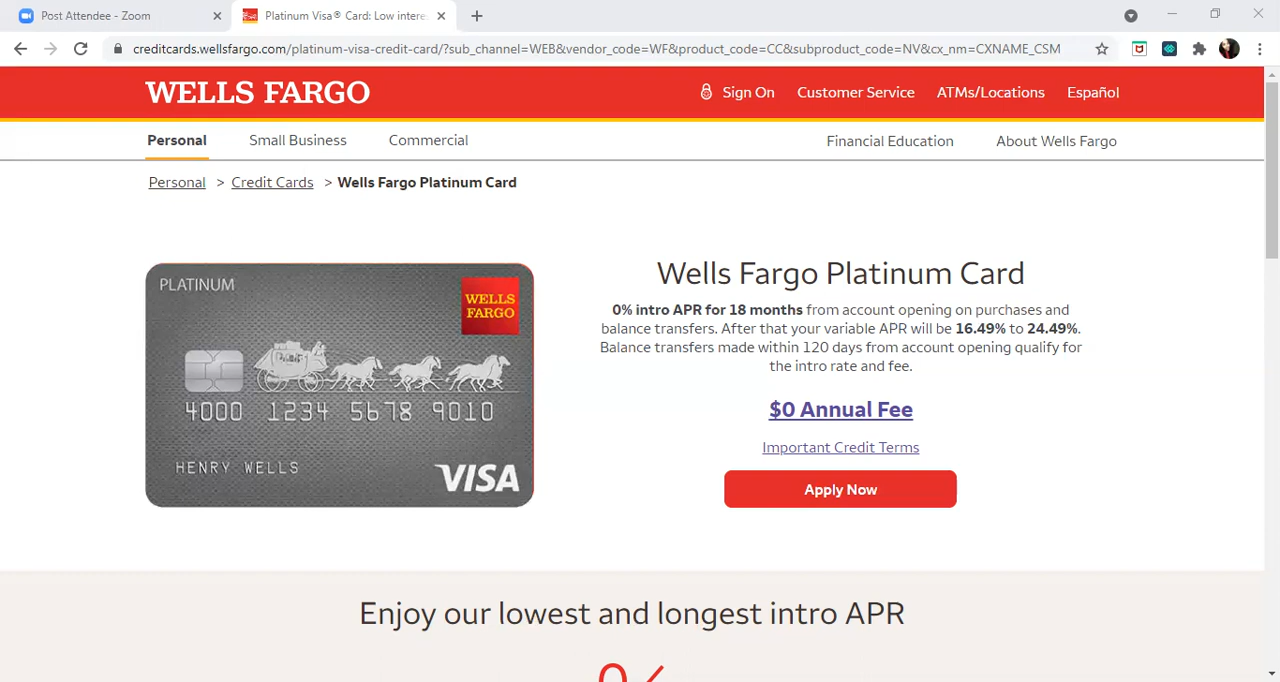 Post Attendee - Zoom
Platinum Visa® Card: Low intere
creditcards.wellsfargo.com/platinum-visa-credit-card/?sub_channel=WEB&vendor_code=WF&product_code=CC&subproduct_code=NV&cx_nm=CXNAME_CSM
WELLS FARGO
Sign On
Customer Service
ATMs/Locations
Español
Personal
Small Business
Commercial
Financial Education
About Wells Fargo
Personal > Credit Cards > Wells Fargo Platinum Card
PLATINUM
WELLS
FARGO
4000 1234 5678 9010
HENRY WELLS
VISA
Wells Fargo Platinum Card
0% intro APR for 18 months from account opening on purchases and
balance transfers. After that your variable APR will be 16.49% to 24.49%.
Balance transfers made within 120 days from account opening qualify for
the intro rate and fee.
$0 Annual Fee
Important Credit Terms
Apply Now
Enjoy our lowest and longest intro APR